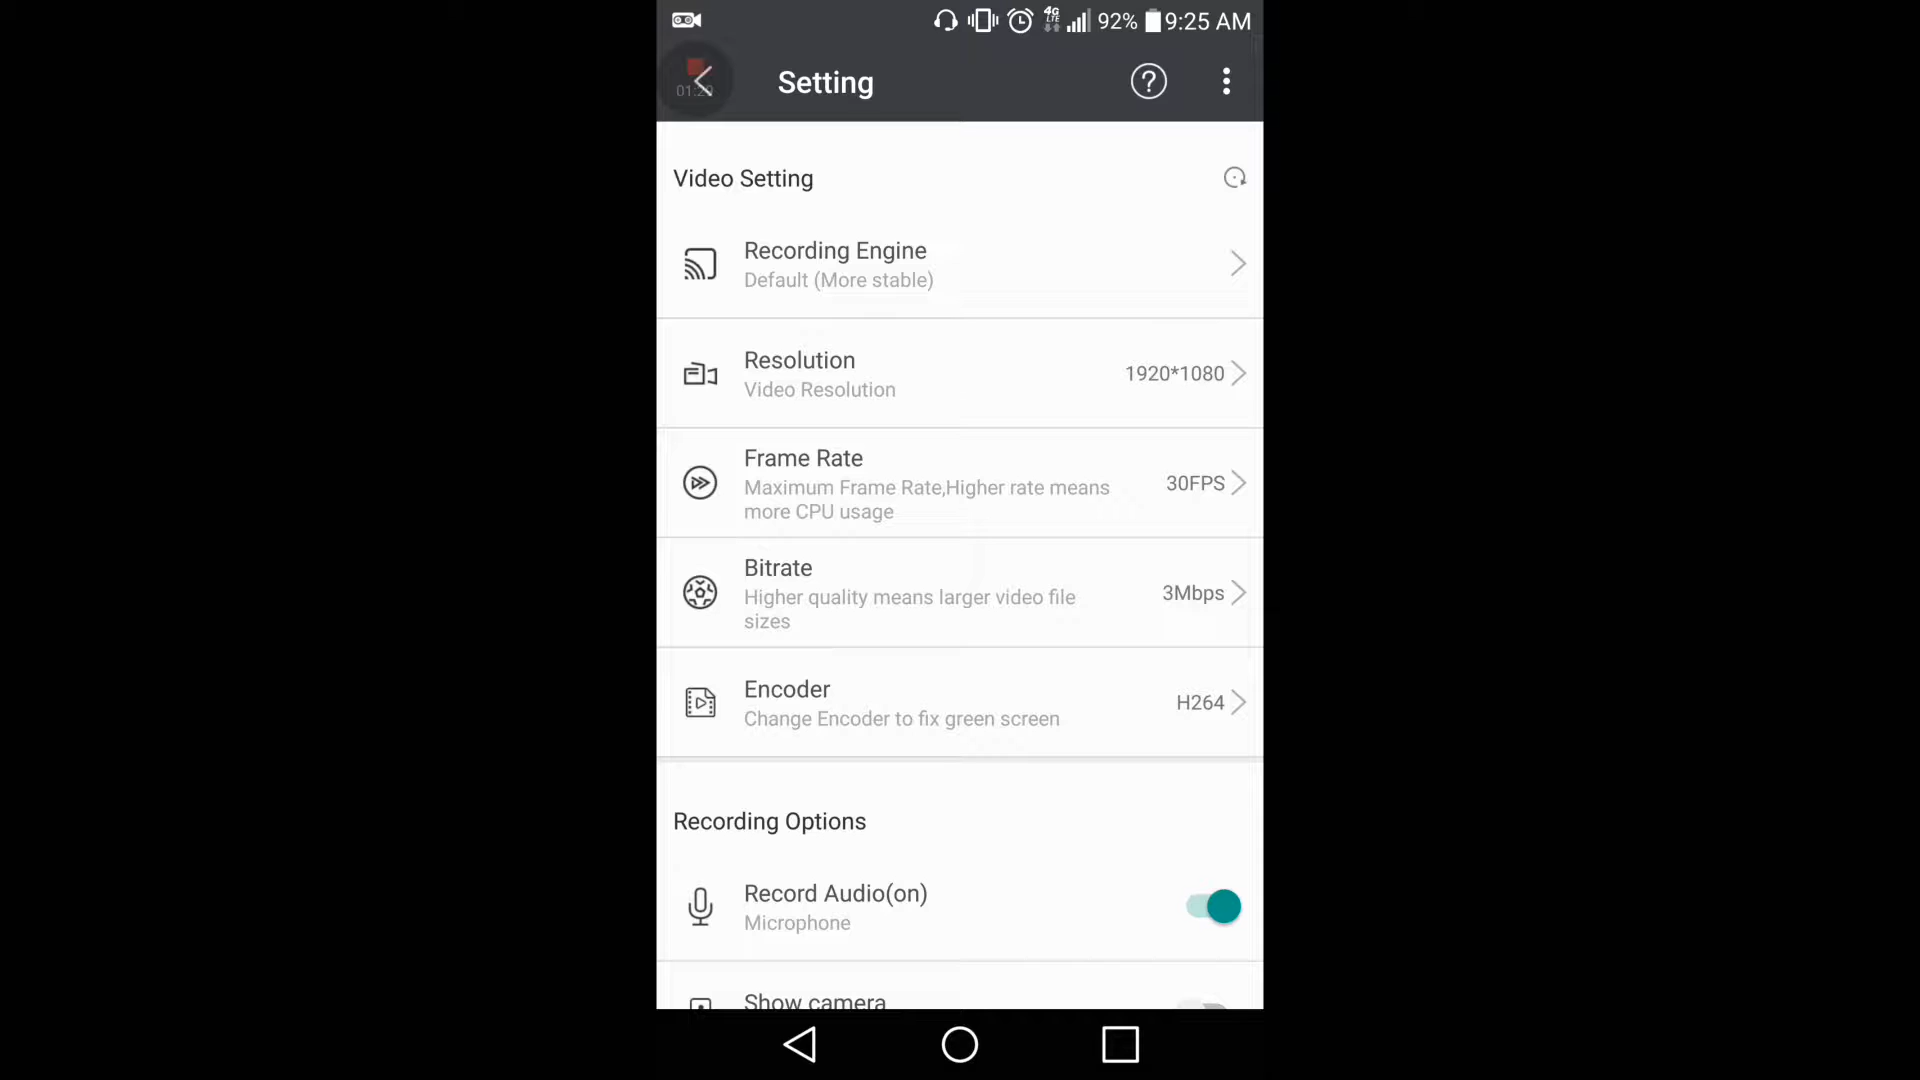 4G LTE 92% 9:25 AM
Setting
Video Setting
Recording Engine
Default (More stable)
Resolution
Video Resolution
1920*1080
Frame Rate
Maximum Frame Rate,Higher rate means
more CPU usage
30FPS
Bitrate
Higher quality means larger video file
sizes
3Mbps
Encoder
Change Encoder to fix green screen
H264
Recording Options
Record Audio(on)
Microphone
Show camera